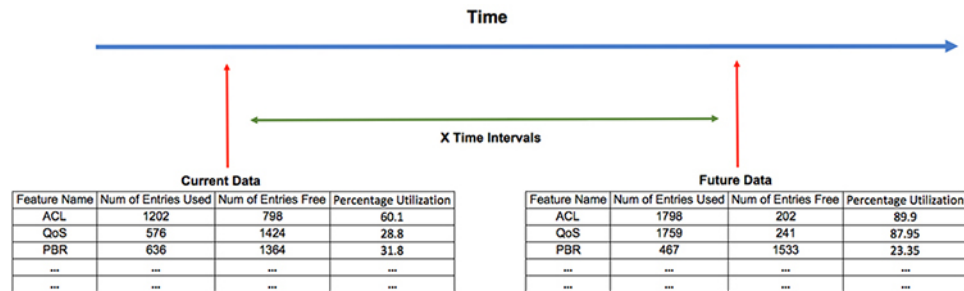 Time
X Time Intervals
Current Data
Feature Name Num of Entries Used Num of Entries Free Percentage Utilization
ACL 1202 798 60.1
QoS 576 1424 28.8
PBR 636 1364 31.8
... ... ... ...
... ... ... ...
Future Data
Feature Name Num of Entries Used Num of Entries Free Percentage Utilization
ACL 1798 202 89.9
QoS 1759 241 87.95
PBR 467 1533 23.35
... ... ... ...
... ... ... ...